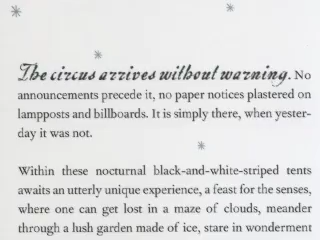 The circus arrives without warning. No
announcements precede it, no paper notices plastered on
lampposts and billboards. It is simply there, when yester-
day it was not.
Within these nocturnal black-and-white-striped tents
awaits an utterly unique experience, a feast for the senses,
where one can get lost in a maze of clouds, meander
through a lush garden made of ice, stare in wonderment